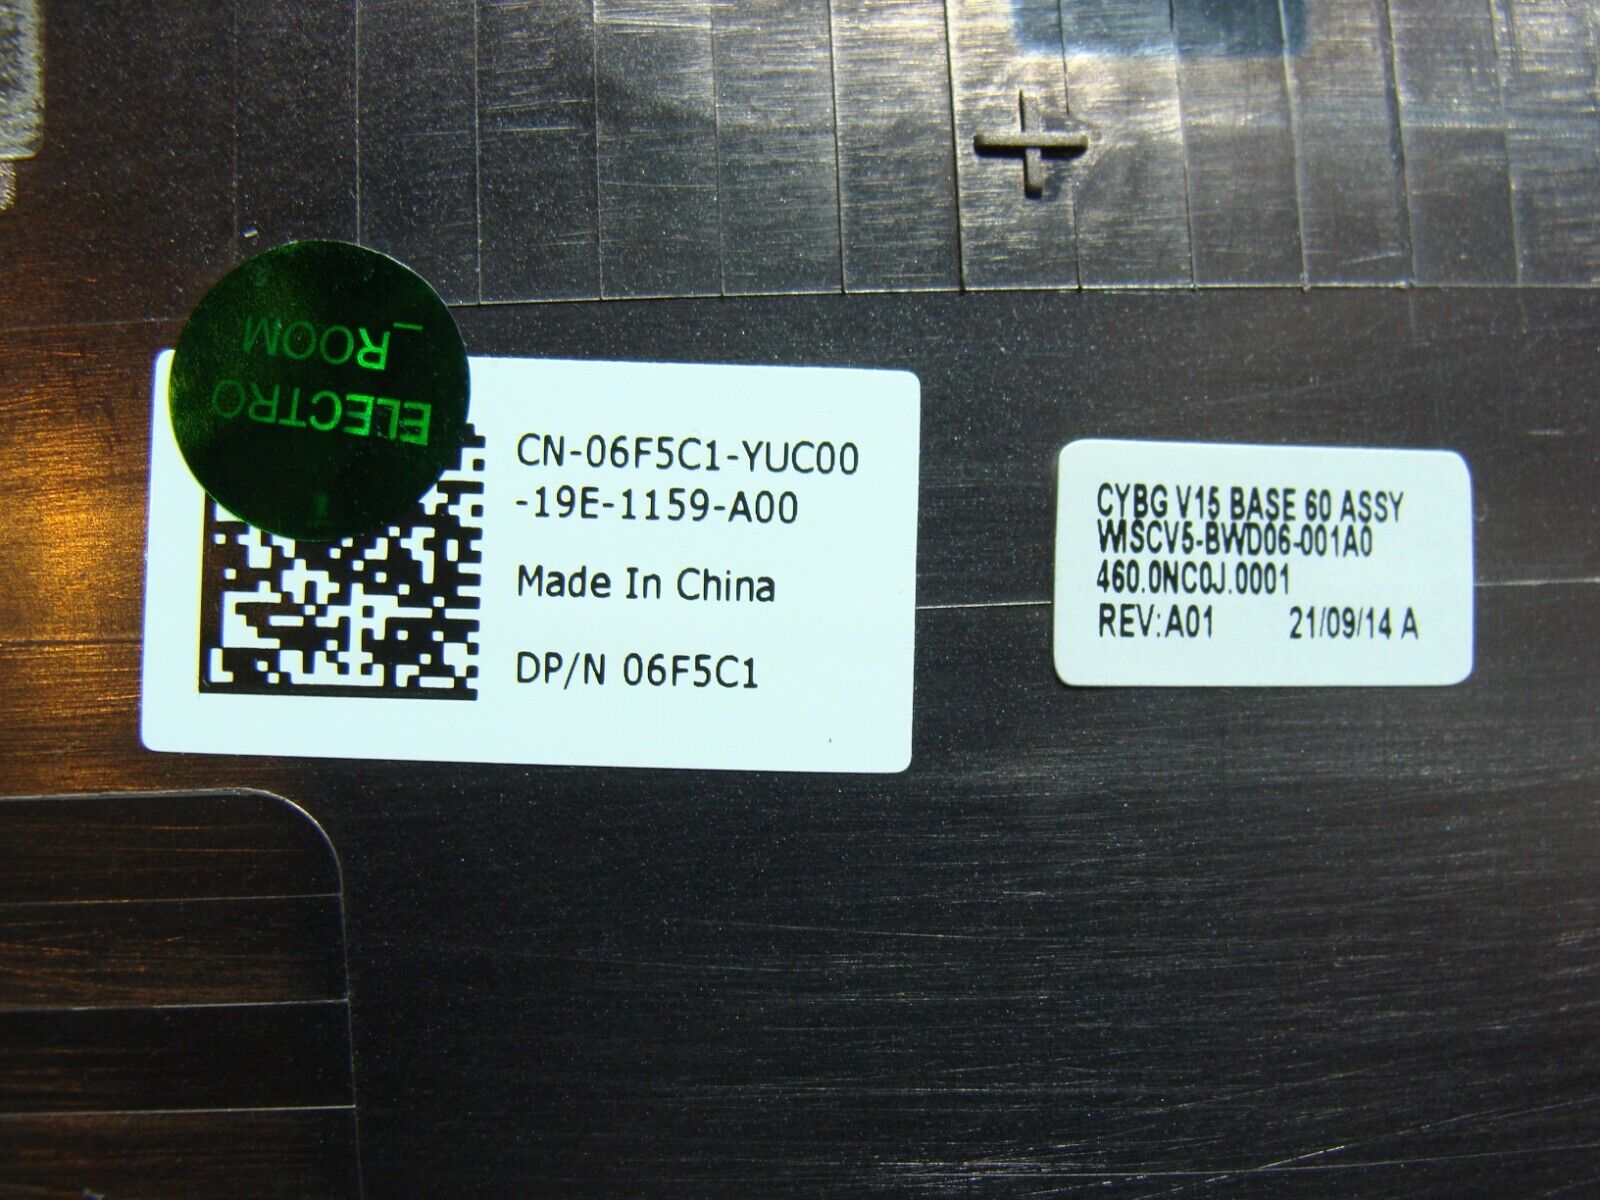 ELECTRO
_ROOM
CN-06F5C1-YUC00
-19E-1159-A00
Made In China
DP/N 06F5C1
CYBG V15 BASE 60 ASSY
WISCV5-BWD06-001A0
460.0NC0J.0001
REV:A01 21/09/14 A